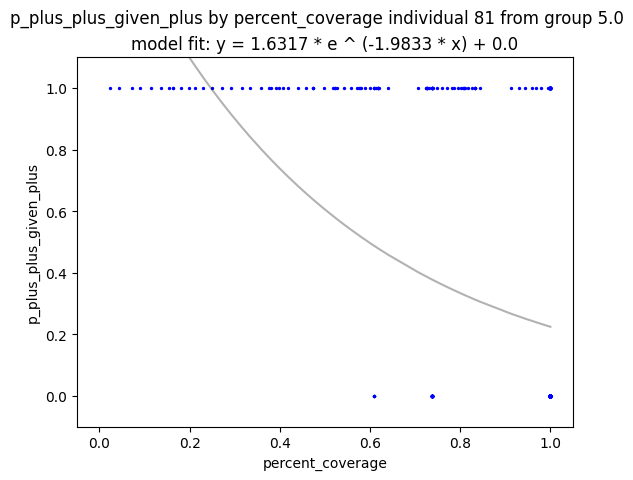 p_plus_plus_given_plus by percent_coverage individual 81 from group 5.0
model fit: y = 1.6317 * e ^ (-1.9833 * x) + 0.0
1.0
0.8
0.6
0.4
0.2
0.0
p_plus_plus_given_plus
0.0 0.2 0.4 0.6 0.8 1.0
percent_coverage